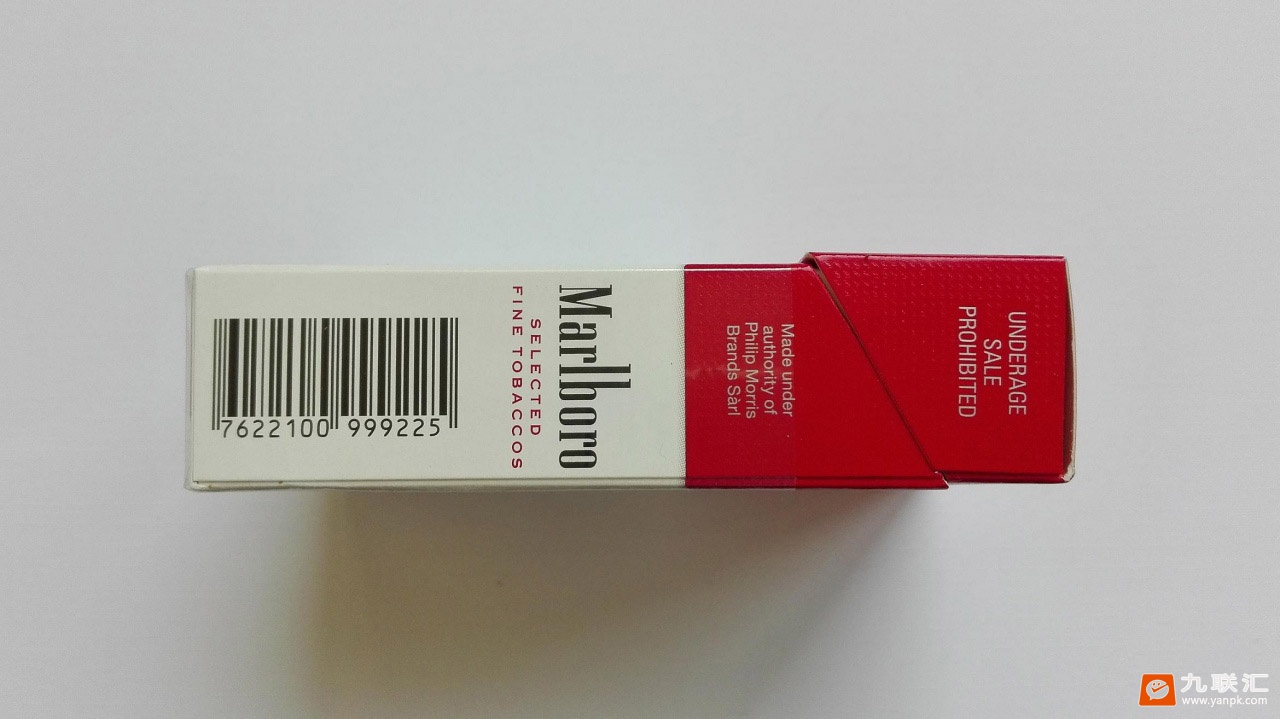 7622100 999225
Marlboro
SELECTED
FINE TOBACCOS
Made under
authority of
Philip Morris
Brands Sàrl
UNDERAGE
SALE
PROHIBITED
九联汇
www.yanpk.com